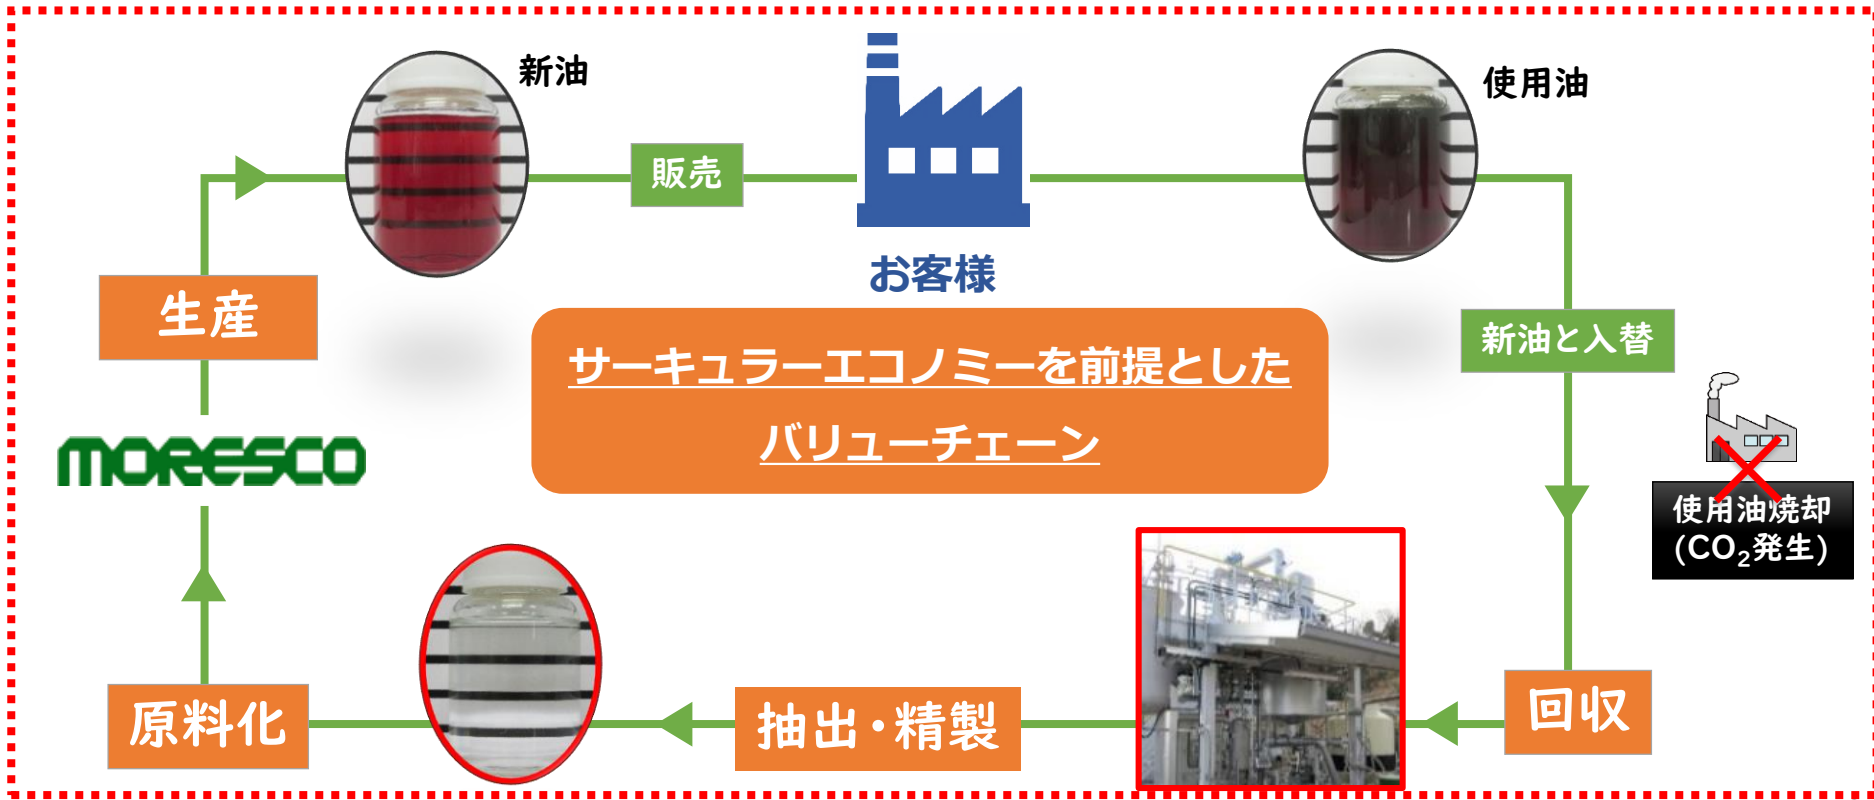 新油
使用油
販売
お客様
生産
新油と入替
サーキュラーエコノミーを前提とした
バリューチェーン
MORESCO
使用油焼却
(CO₂発生)
原料化
抽出・精製
回収